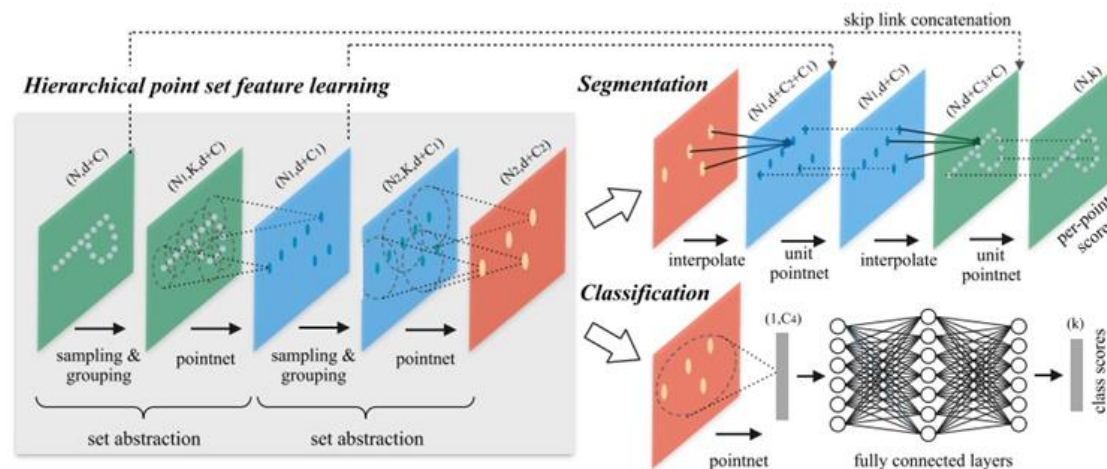 skip link concatenation
Hierarchical point set feature learning
(N,d+C)
(N1,K,d+C)
(N1,d+C1)
(N2,K,d+C1)
(N2,d+C2)
sampling &
grouping
pointnet
sampling &
grouping
pointnet
set abstraction
set abstraction
Segmentation
(N1,d+C2+C1)
(N1,d+C3)
(N,d+C3+C)
(N,k)
interpolate
unit
pointnet
interpolate
unit
pointnet
per-point
scores
Classification
(1,C4)
(k)
class scores
pointnet
fully connected layers